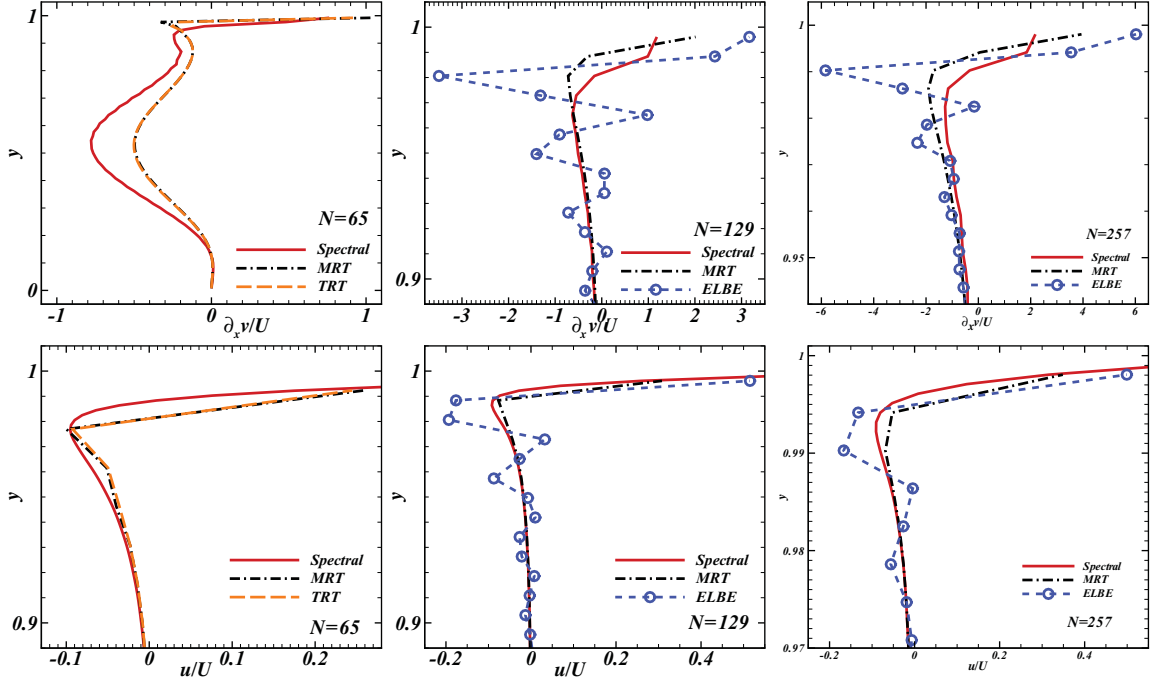 1
y
0
N=65
Spectral
MRT
TRT
-1
0
1
∂ₓv/U
1
y
0.9
N=129
Spectral
MRT
ELBE
-3
-2
-1
0
1
2
3
∂ₓv/U
1
y
0.95
N=257
Spectral
MRT
ELBE
-6
-4
-2
0
2
4
6
∂ₓv/U
1
y
0.9
Spectral
MRT
TRT
N=65
-0.1
0
0.1
0.2
u/U
1
y
0.9
Spectral
MRT
ELBE
N=129
-0.2
0
0.2
0.4
u/U
1
0.99
y
0.98
0.97
Spectral
MRT
ELBE
N=257
-0.2
0
0.2
0.4
u/U